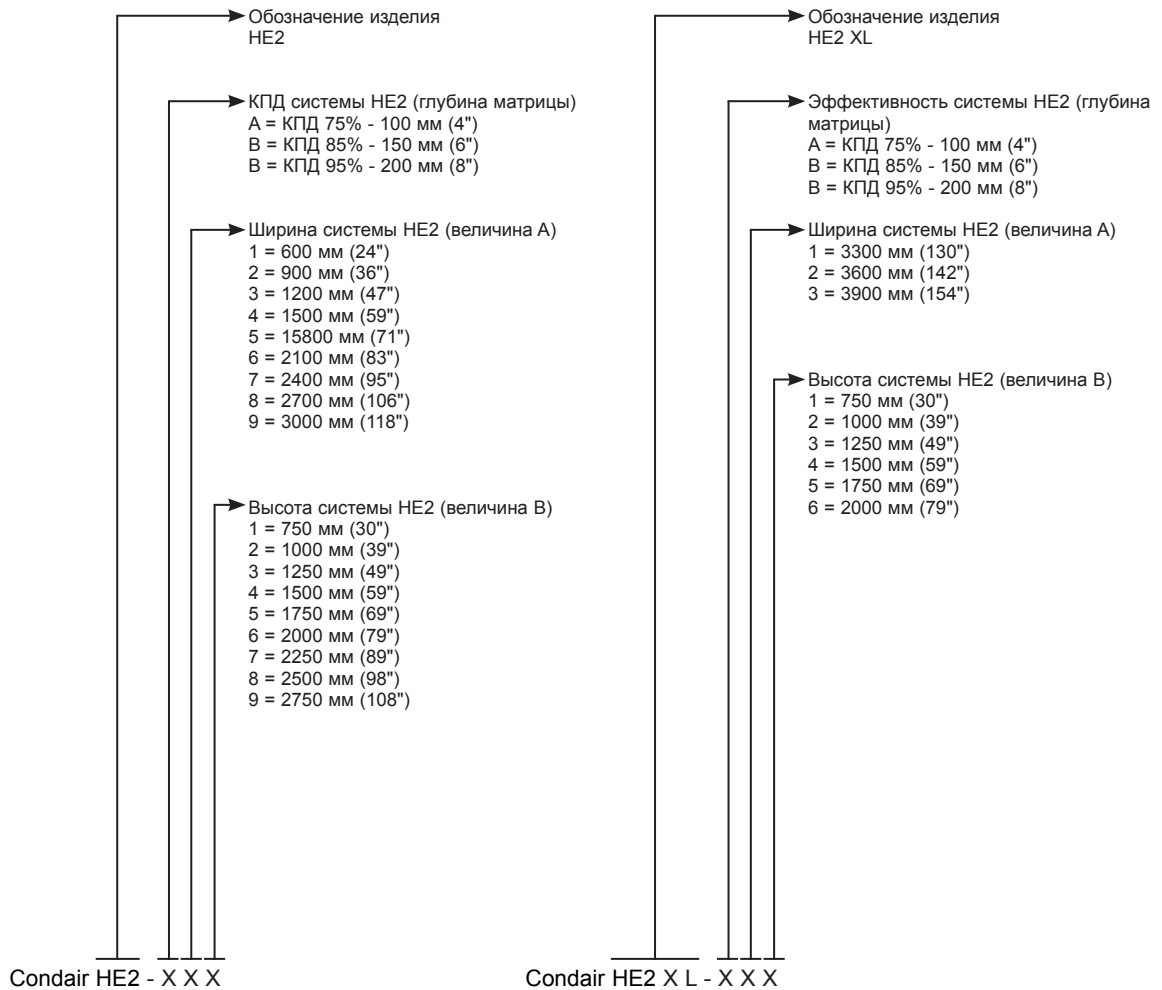 Обозначение изделия
HE2
КПД системы HE2 (глубина матрицы)
A = КПД 75% - 100 мм (4")
B = КПД 85% - 150 мм (6")
B = КПД 95% - 200 мм (8")
Ширина системы HE2 (величина A)
1 = 600 мм (24")
2 = 900 мм (36")
3 = 1200 мм (47")
4 = 1500 мм (59")
5 = 15800 мм (71")
6 = 2100 мм (83")
7 = 2400 мм (95")
8 = 2700 мм (106")
9 = 3000 мм (118")
Высота системы HE2 (величина B)
1 = 750 мм (30")
2 = 1000 мм (39")
3 = 1250 мм (49")
4 = 1500 мм (59")
5 = 1750 мм (69")
6 = 2000 мм (79")
7 = 2250 мм (89")
8 = 2500 мм (98")
9 = 2750 мм (108")
Condair HE2 - X X X
Обозначение изделия
HE2 XL
Эффективность системы HE2 (глубина
матрицы)
A = КПД 75% - 100 мм (4")
B = КПД 85% - 150 мм (6")
B = КПД 95% - 200 мм (8")
Ширина системы HE2 (величина A)
1 = 3300 мм (130")
2 = 3600 мм (142")
3 = 3900 мм (154")
Высота системы HE2 (величина B)
1 = 750 мм (30")
2 = 1000 мм (39")
3 = 1250 мм (49")
4 = 1500 мм (59")
5 = 1750 мм (69")
6 = 2000 мм (79")
Condair HE2 X L - X X X